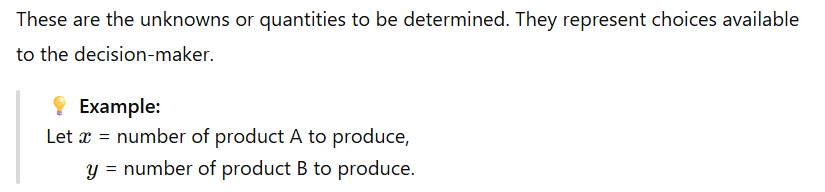 These are the unknowns or quantities to be determined. They represent choices available
to the decision-maker.
💡 Example:
Let x = number of product A to produce,
y = number of product B to produce.